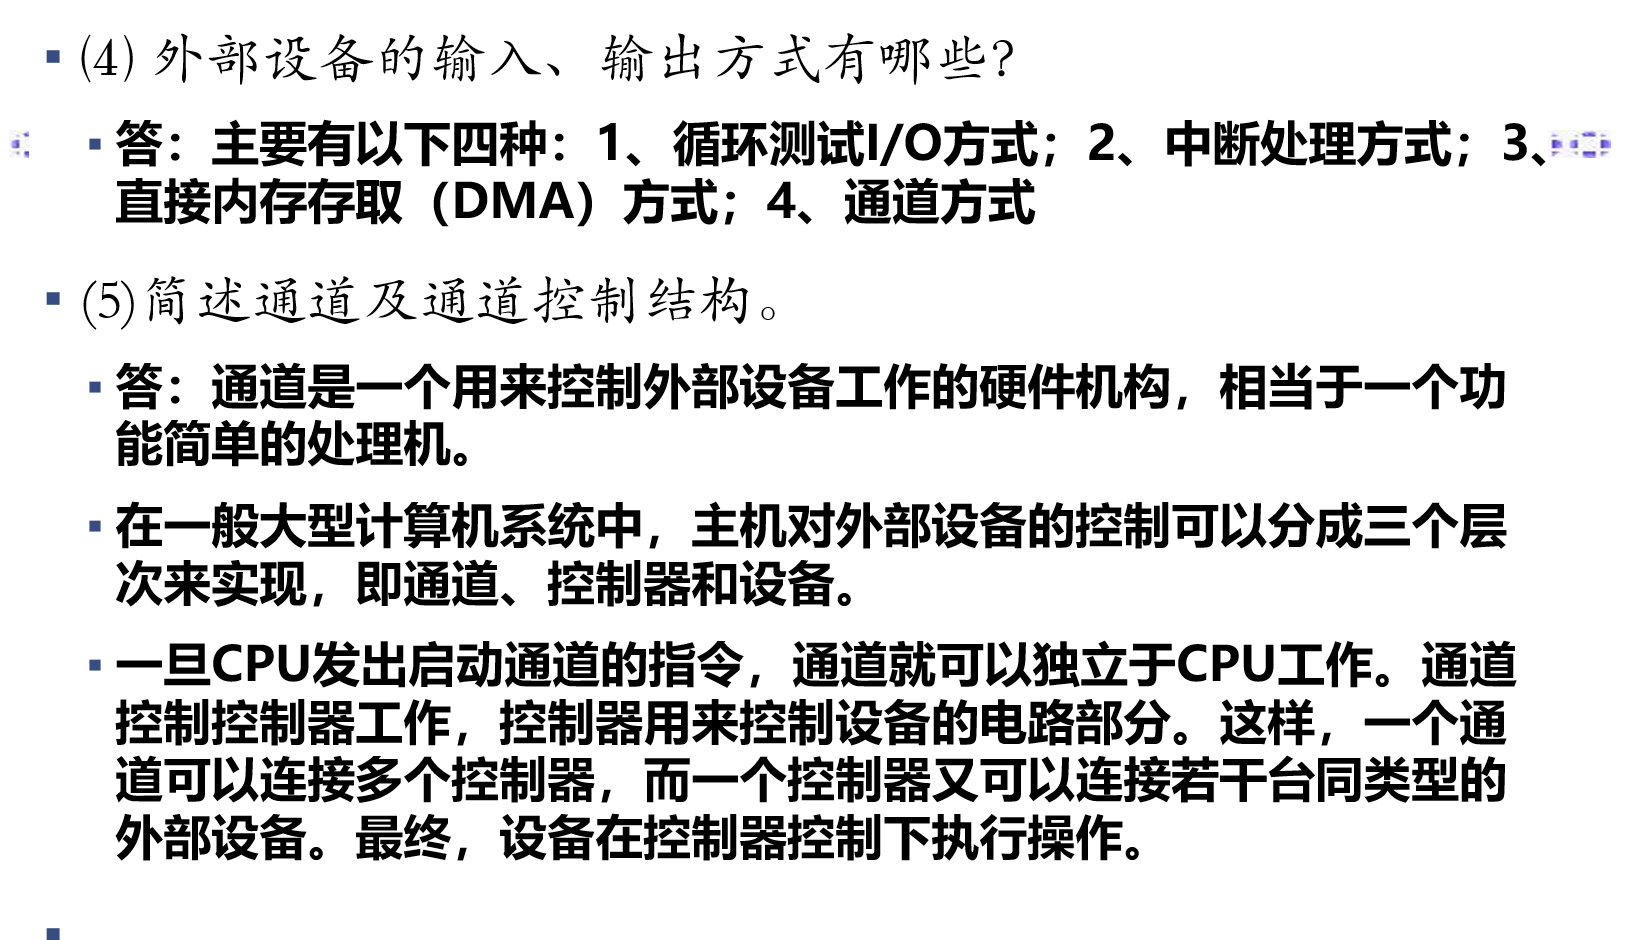 (4) 外部设备的输入、输出方式有哪些?
答：主要有以下四种：1、循环测试I/O方式；2、中断处理方式；3、
直接内存存取（DMA）方式；4、通道方式
(5)简述通道及通道控制结构。
答：通道是一个用来控制外部设备工作的硬件机构，相当于一个功
能简单的处理机。
在一般大型计算机系统中，主机对外部设备的控制可以分成三个层
次来实现，即通道、控制器和设备。
一旦CPU发出启动通道的指令，通道就可以独立于CPU工作。通道
控制控制器工作，控制器用来控制设备的电路部分。这样，一个通
道可以连接多个控制器，而一个控制器又可以连接若干台同类型的
外部设备。最终，设备在控制器控制下执行操作。